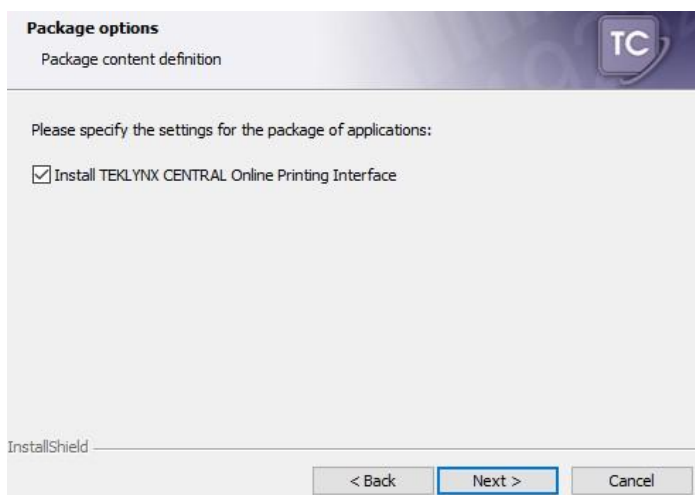 Package options
Package content definition
TC
Please specify the settings for the package of applications:
Install TEKLYNX CENTRAL Online Printing Interface
InstallShield
< Back
Next >
Cancel